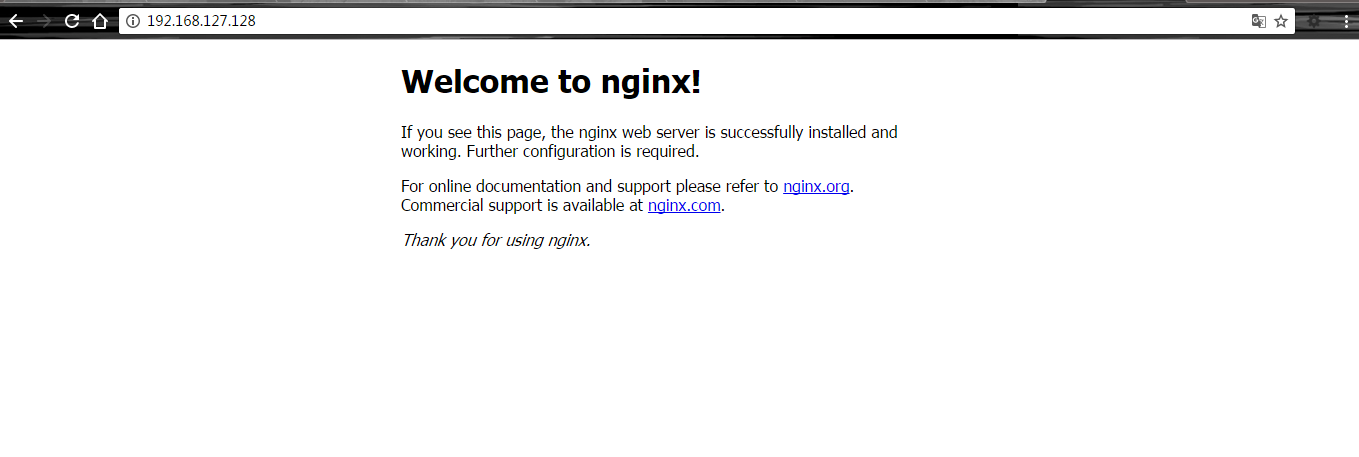 192.168.127.128
Welcome to nginx!
If you see this page, the nginx web server is successfully installed and
working. Further configuration is required.
For online documentation and support please refer to nginx.org.
Commercial support is available at nginx.com.
Thank you for using nginx.